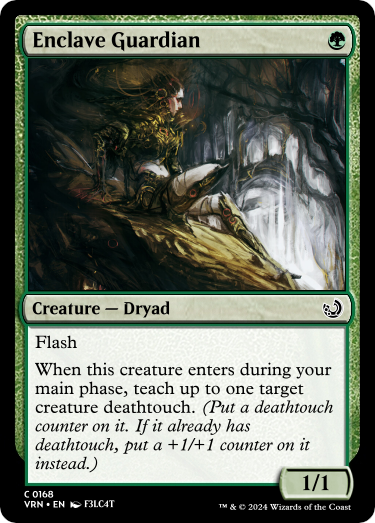 Enclave Guardian
Creature — Dryad
Flash
When this creature enters during your
main phase, teach up to one target
creature deathtouch. (Put a deathtouch
counter on it. If it already has
deathtouch, put a +1/+1 counter on it
instead.)
1/1
C 0168
VRN • EN F3LC4T
™ & © 2024 Wizards of the Coast